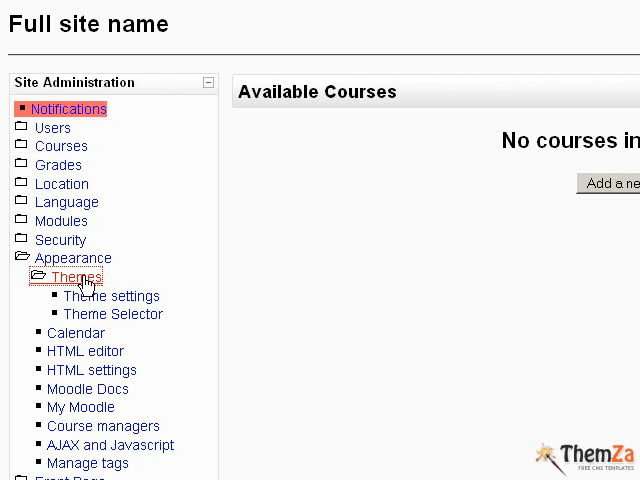 Full site name
Site Administration
Notifications
Users
Courses
Grades
Location
Language
Modules
Security
Appearance
Themes
Theme settings
Theme Selector
Calendar
HTML editor
HTML settings
Moodle Docs
My Moodle
Course managers
AJAX and Javascript
Manage tags
Front Page
Available Courses
No courses in
Add a ne
ThemZa
FREE CMS TEMPLATES